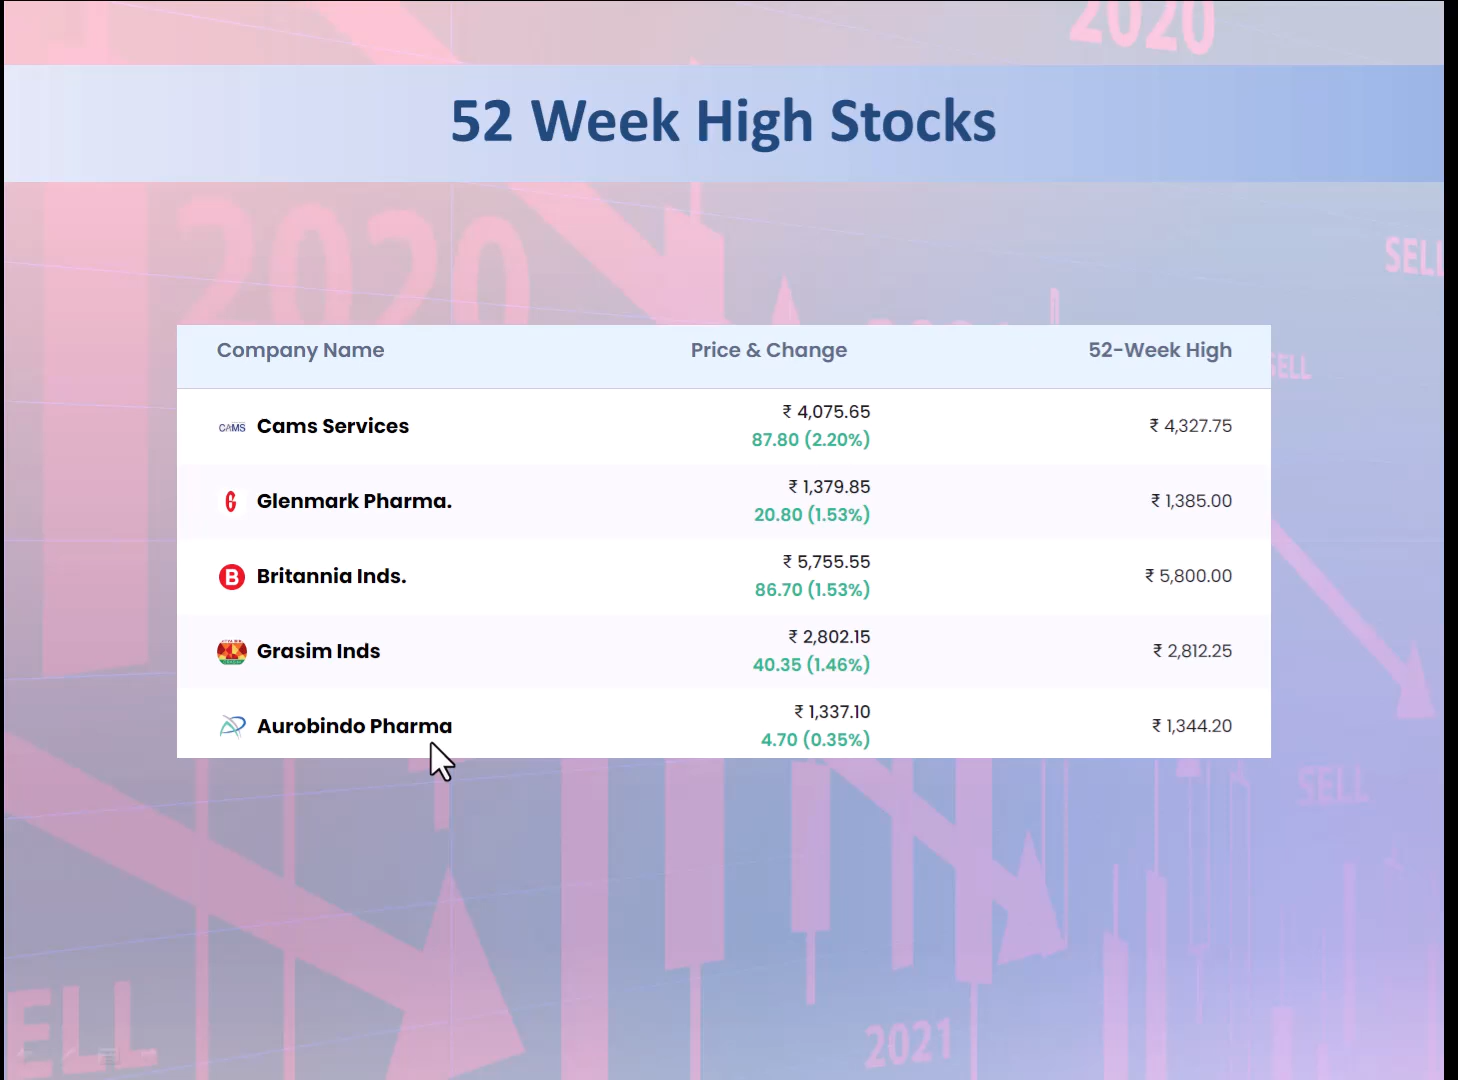 2020
52 Week High Stocks
2020
SELL
Company Name Price & Change 52-Week High
SELL
CAMS Cams Services ₹ 4,075.65 ₹ 4,327.75
87.80 (2.20%)
Glenmark Pharma. ₹ 1,379.85 ₹ 1,385.00
20.80 (1.53%)
B Britannia Inds. ₹ 5,755.55 ₹ 5,800.00
86.70 (1.53%)
Grasim Inds ₹ 2,802.15 ₹ 2,812.25
40.35 (1.46%)
Aurobindo Pharma ₹ 1,337.10 ₹ 1,344.20
4.70 (0.35%)
SELL
ELL
2021